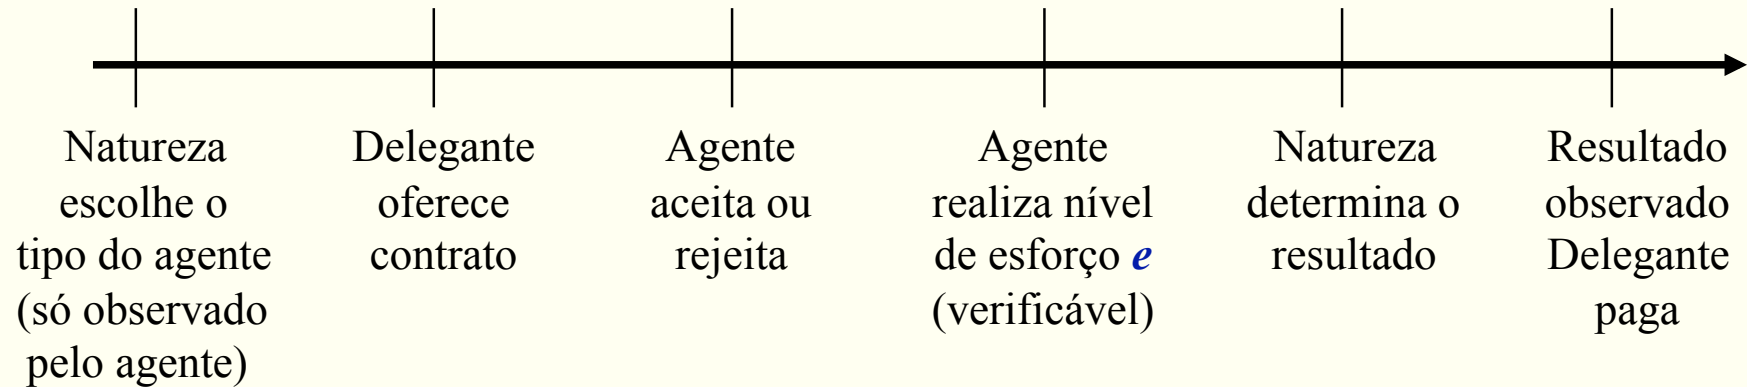 Natureza
escolhe o
tipo do agente
(só observado
pelo agente)
Delegante
oferece
contrato
Agente
aceita ou
rejeita
Agente
realiza nível
de esforço e
(verificável)
Natureza
determina o
resultado
Resultado
observado
Delegante
paga